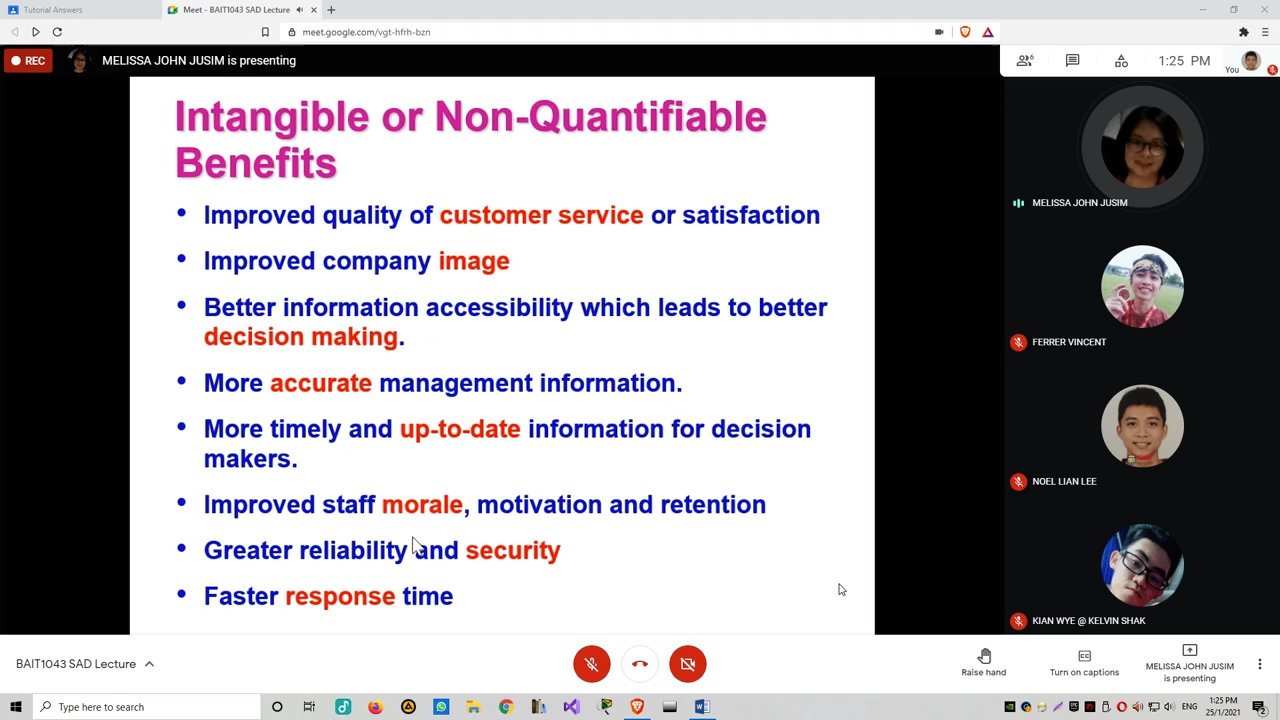 Tutorial Answers
Meet - BAIT1043 SAD Lecture
meet.google.com/vgt-hfrh-bzn
REC
MELISSA JOHN JUSIM is presenting
6
1:25 PM
You
Intangible or Non-Quantifiable
Benefits
• Improved quality of customer service or satisfaction
• Improved company image
• Better information accessibility which leads to better
decision making.
• More accurate management information.
• More timely and up-to-date information for decision
makers.
• Improved staff morale, motivation and retention
• Greater reliability and security
• Faster response time
MELISSA JOHN JUSIM
FERRER VINCENT
NOEL LIAN LEE
KIAN WYE @ KELVIN SHAK
BAIT1043 SAD Lecture
Raise hand
Turn on captions
MELISSA JOHN JUSIM
is presenting
Type here to search
ENG
1:25 PM
25/1/2021